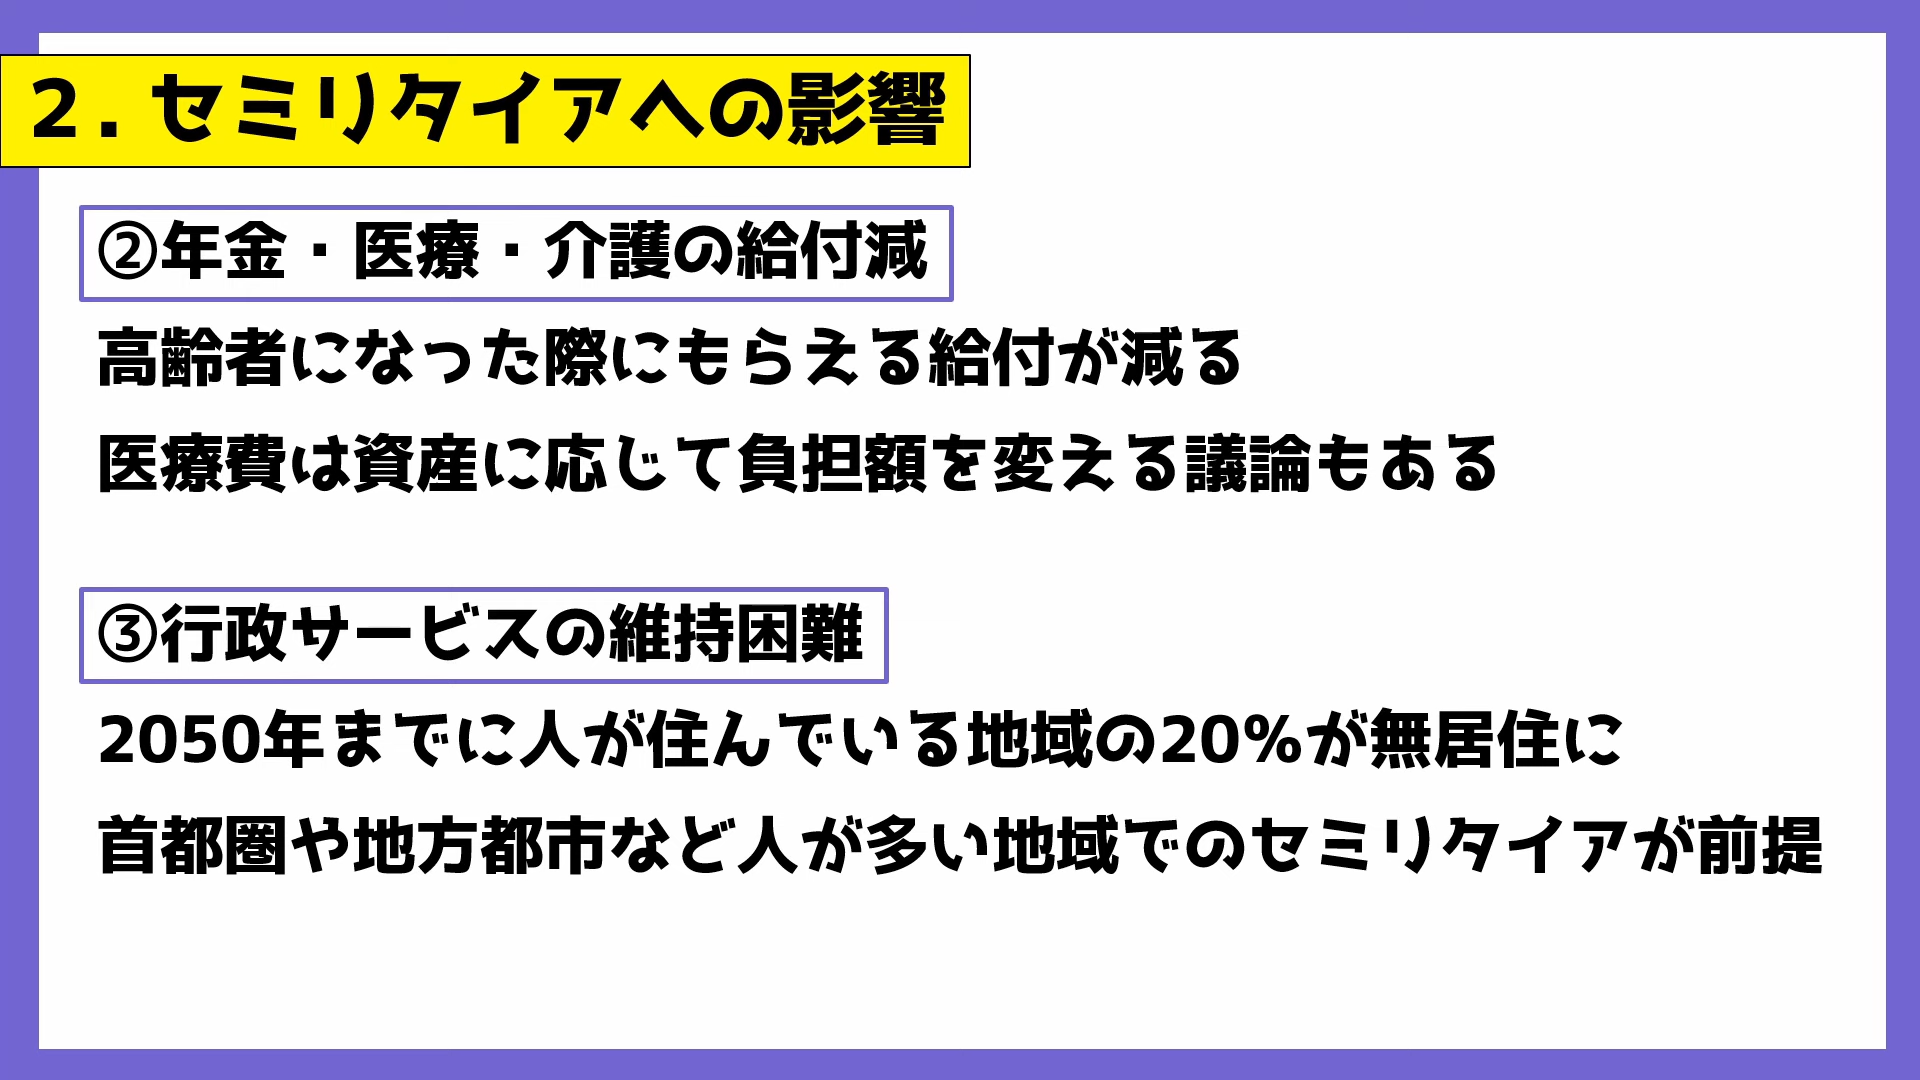 ２．セミリタイアへの影響
②年金・医療・介護の給付減
高齢者になった際にもらえる給付が減る
医療費は資産に応じて負担額を変える議論もある
③行政サービスの維持困難
2050年までに人が住んでいる地域の20%が無居住に
首都圏や地方都市など人が多い地域でのセミリタイアが前提